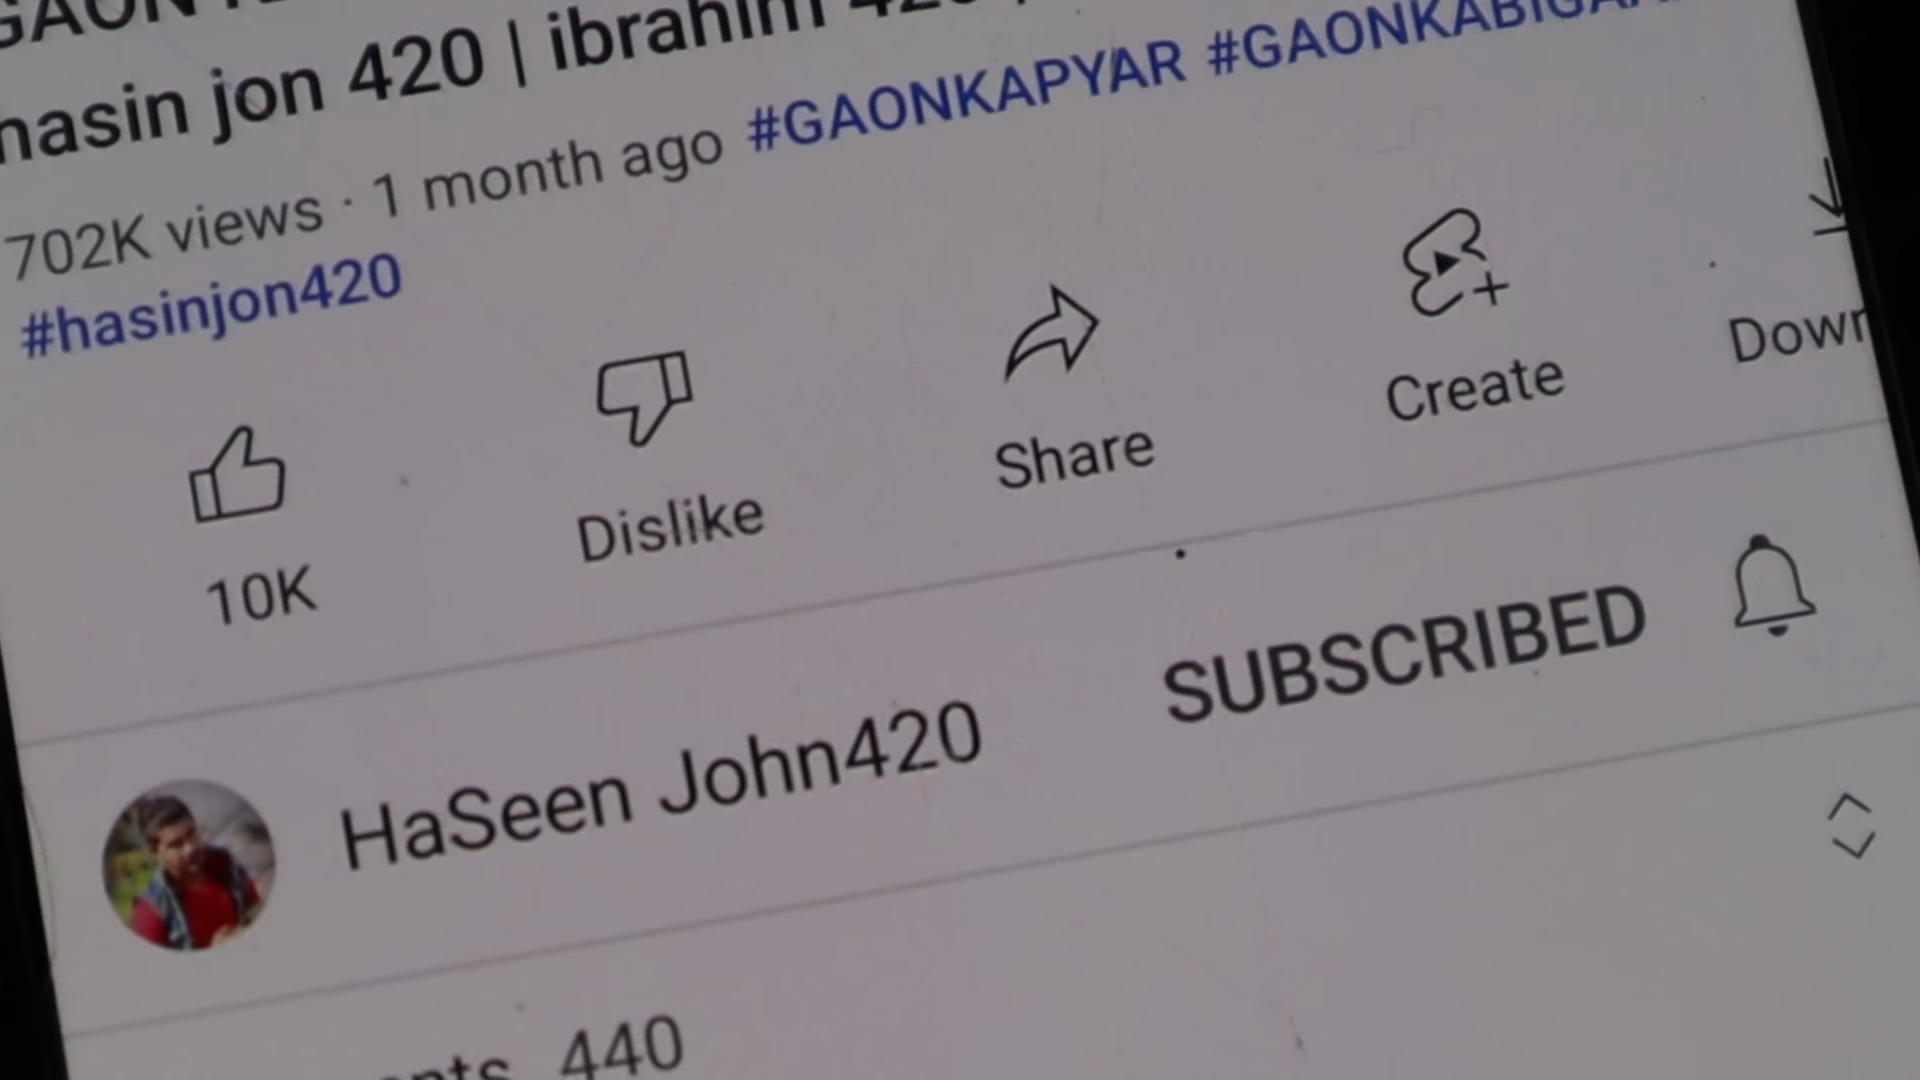 hasin jon 420 | ibrahim 420
702K views · 1 month ago #GAONKAPYAR
#hasinjon420
10K
Dislike
Share
Create
HaSeen John420
SUBSCRIBED
440